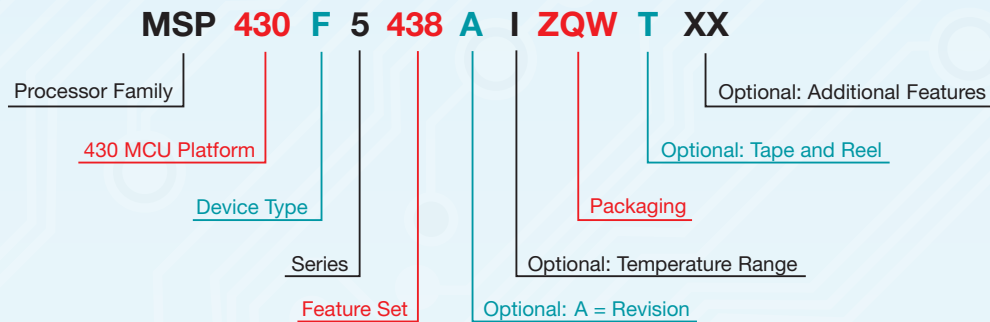 MSP 430 F 5 438 A I ZQW T XX
Processor Family
Optional: Additional Features
430 MCU Platform
Optional: Tape and Reel
Device Type
Packaging
Series
Optional: Temperature Range
Feature Set
Optional: A = Revision